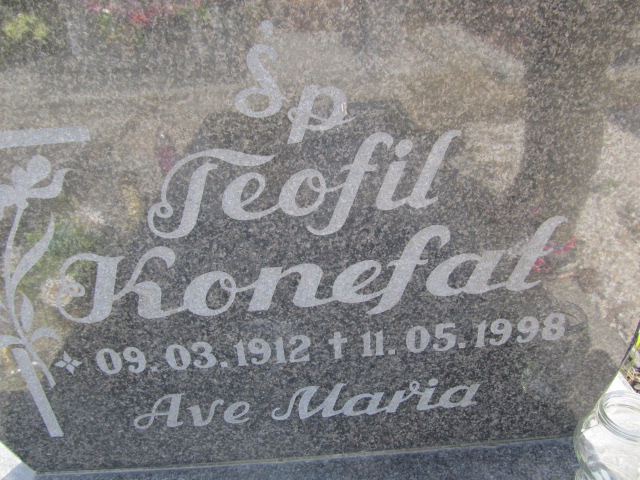 Śp
Teofil
Konefał
* 09.03.1912 † 11.05.1998
Ave Maria